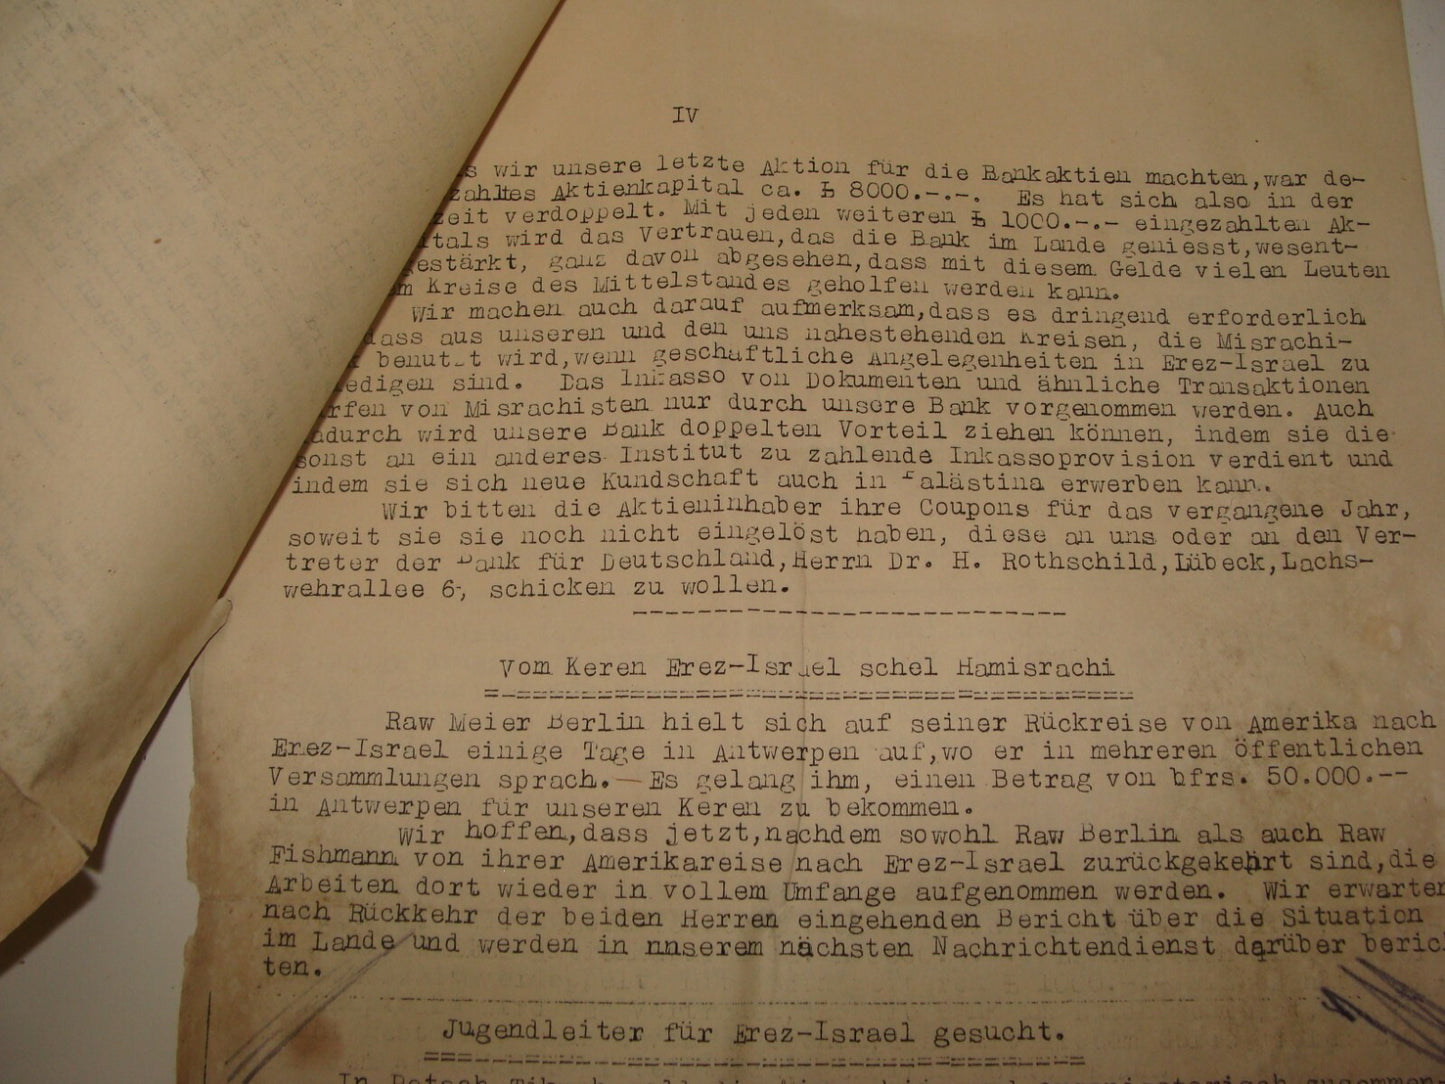 IV
wir unsere letzte Aktion für die Bankaktien machten,war de-
zahltes Aktienkapital ca. Ł 8000.-.-. Es hat sich also in der
zeit verdoppelt. Mit jeden weiteren Ł 1000.-.- eingezahlten Ak-
itals wird das Vertrauen,das die Bank im Lande geniesst,wesent-
gestärkt, ganz davon abgesehen,dass mit diesem Gelde vielen Leuten
m Kreise des Mittelstandes geholfen werden kann.
Wir machen auch darauf aufmerksam,dass es dringend erforderlich
dass aus unseren und den uns nahestehenden Kreisen, die Misrachi-
benutzt wird,wenn geschäftliche Angelegenheiten in Erez-Israel zu
edigen sind. Das Inkasso von Dokumenten und ähnliche Transaktionen
rfen von Misrachisten nur durch unsere Bank vorgenommen werden. Auch
dadurch wird unsere Bank doppelten Vorteil ziehen können, indem sie die
sonst an ein anderes Institut zu zahlende Inkassoprovision verdient und
indem sie sich neue Kundschaft auch in Palästina erwerben kann.
Wir bitten die Aktieninhaber ihre Coupons für das vergangene Jahr,
soweit sie sie noch nicht eingelöst haben, diese an uns oder an den Ver-
treter der Bank für Deutschland,Herrn Dr. H. Rothschild,Lübeck,Lachs-
wehrallee 6, schicken zu wollen.
Vom Keren Erez-Israel schel Hamisrachi
Raw Meier Berlin hielt sich auf seiner Rückreise von Amerika nach
Erez-Israel einige Tage in Antwerpen auf,wo er in mehreren öffentlichen
Versammlungen sprach.- Es gelang ihm, einen Betrag von bfrs. 50.000.--
in Antwerpen für unseren Keren zu bekommen.
Wir hoffen,dass jetzt,nachdem sowohl Raw Berlin als auch Raw
Fishmann von ihrer Amerikareise nach Erez-Israel zurückgekehrt sind,die
Arbeiten dort wieder in vollem Umfange aufgenommen werden. Wir erwarten
nach Rückkehr der beiden Herren eingehenden Bericht über die Situation
im Lande und werden in nnserem nächsten Nachrichtendienst darüber beric
ten.
Jugendleiter für Erez-Israel gesucht.
In